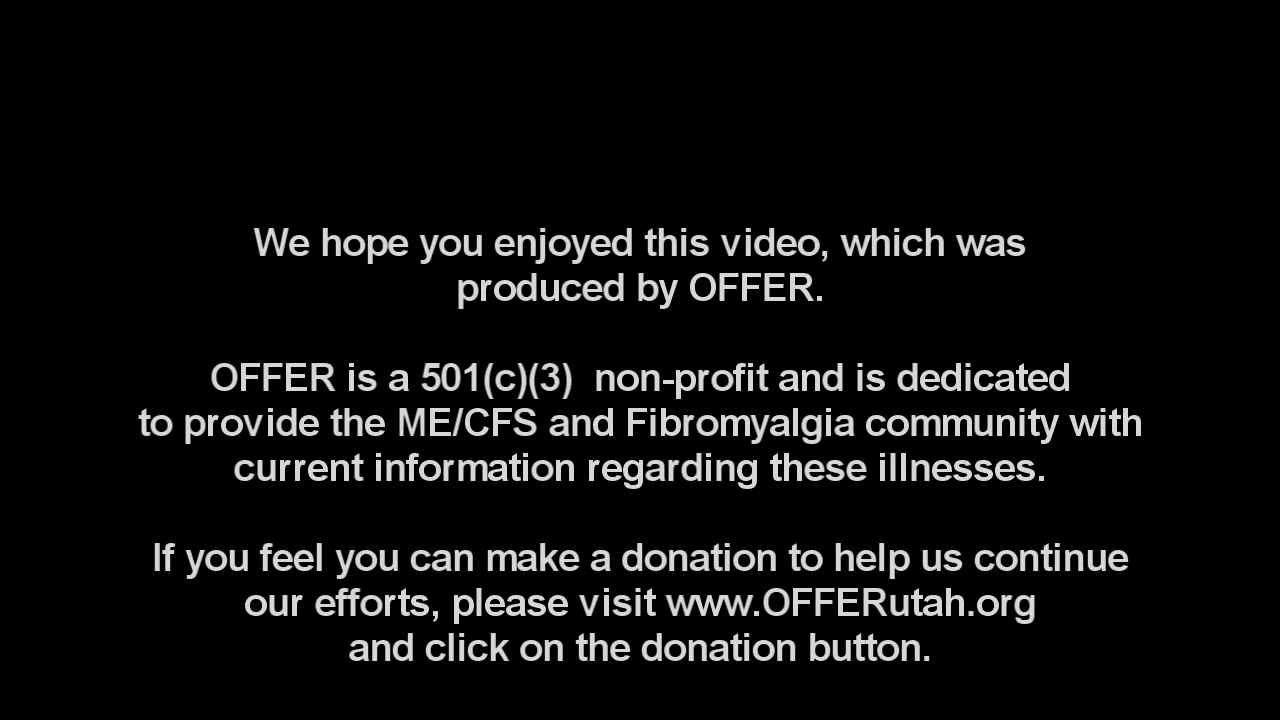 We hope you enjoyed this video, which was
produced by OFFER.
OFFER is a 501(c)(3)  non-profit and is dedicated
to provide the ME/CFS and Fibromyalgia community with
current information regarding these illnesses.
If you feel you can make a donation to help us continue
our efforts, please visit www.OFFERutah.org
and click on the donation button.